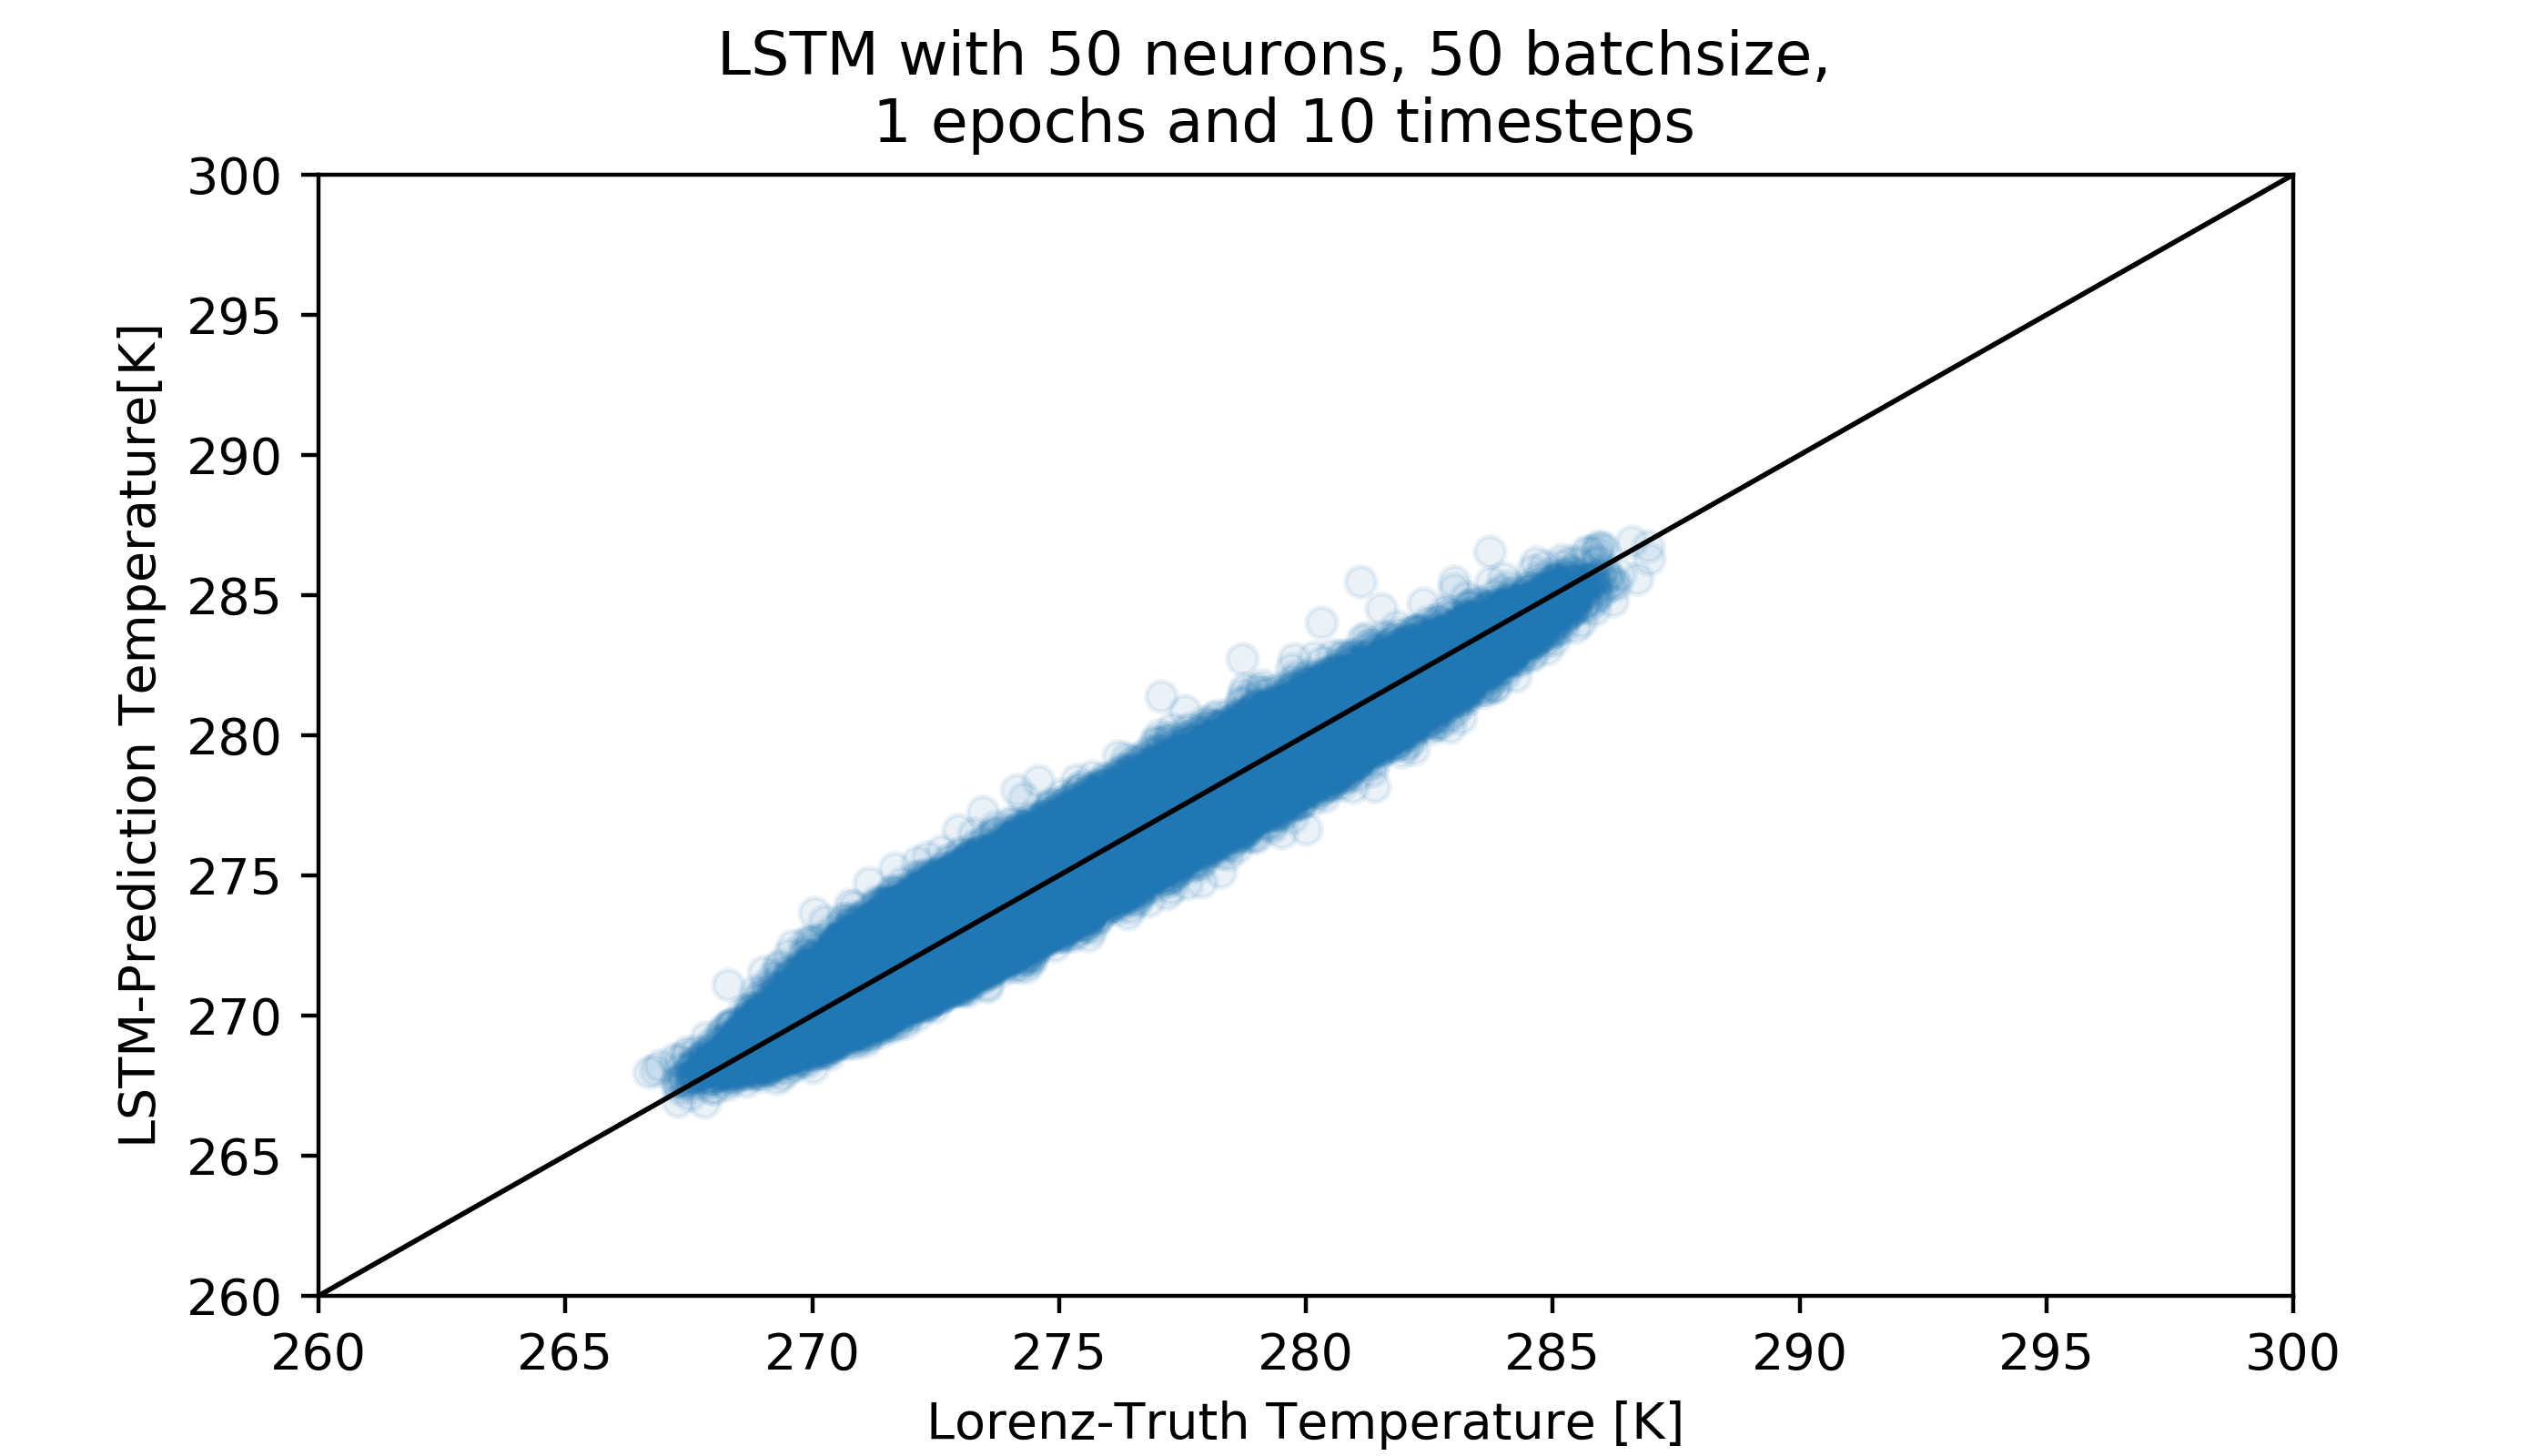 LSTM with 50 neurons, 50 batchsize,
1 epochs and 10 timesteps
LSTM-Prediction Temperature[K]
300
295
290
285
280
275
270
265
260
260 265 270 275 280 285 290 295 300
Lorenz-Truth Temperature [K]